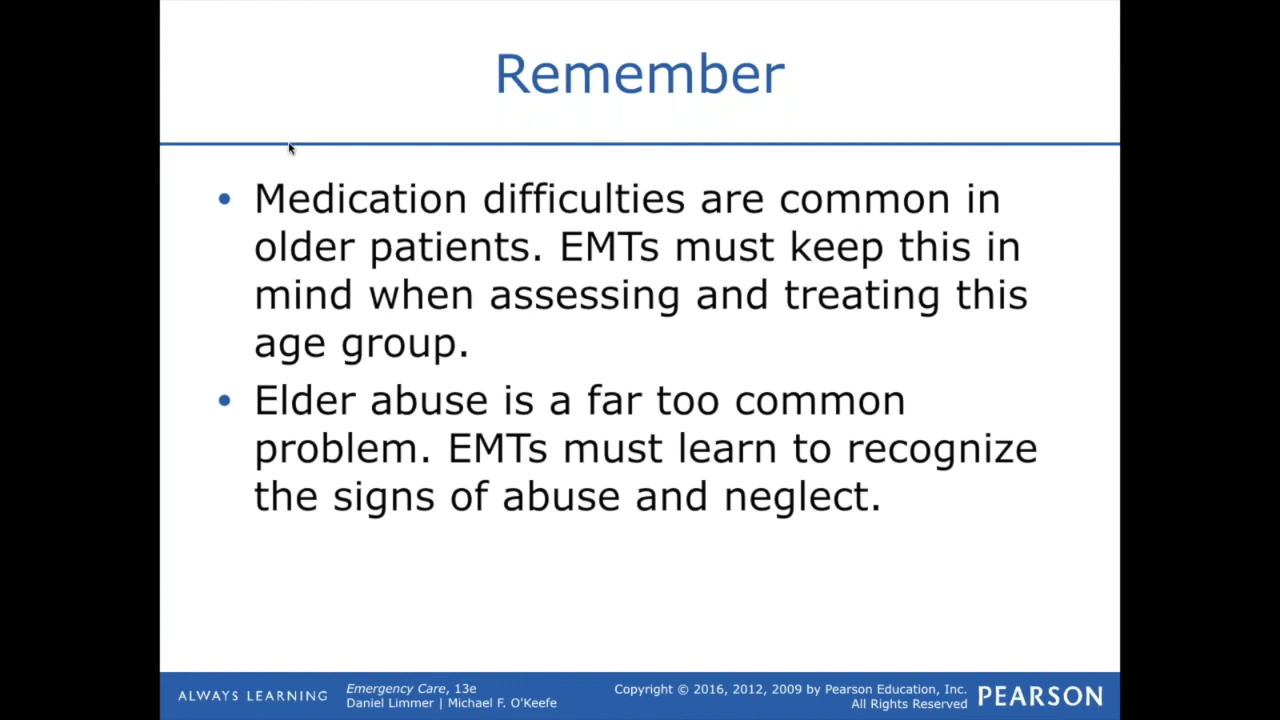 Remember
• Medication difficulties are common in
older patients. EMTs must keep this in
mind when assessing and treating this
age group.
• Elder abuse is a far too common
problem. EMTs must learn to recognize
the signs of abuse and neglect.
ALWAYS LEARNING
Emergency Care, 13e
Daniel Limmer | Michael F. O'Keefe
Copyright © 2016, 2012, 2009 by Pearson Education, Inc.
All Rights Reserved
PEARSON